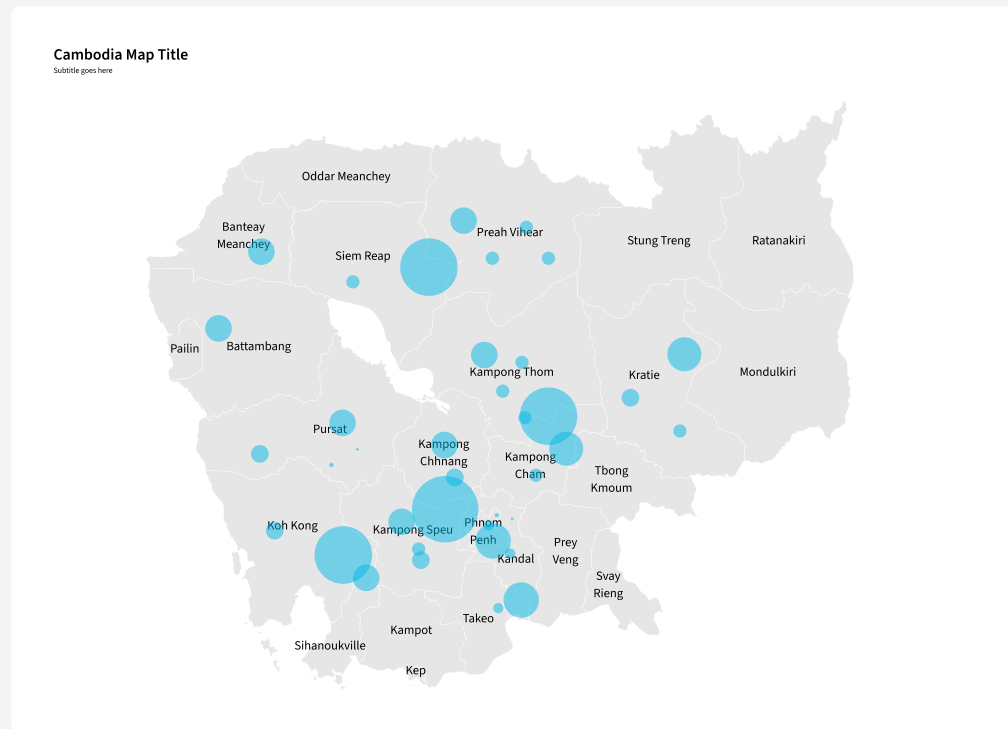 Cambodia Map Title
Subtitle goes here
Oddar Meanchey
Banteay
Meanchey
Siem Reap
Preah Vihear
Stung Treng
Ratanakiri
Pailin
Battambang
Kampong Thom
Kratie
Mondulkiri
Pursat
Kampong
Chhnang
Kampong
Cham
Tbong
Kmoum
Koh Kong
Kampong Speu
Phnom
Penh
Kandal
Prey
Veng
Svay
Rieng
Takeo
Kampot
Sihanoukville
Kep